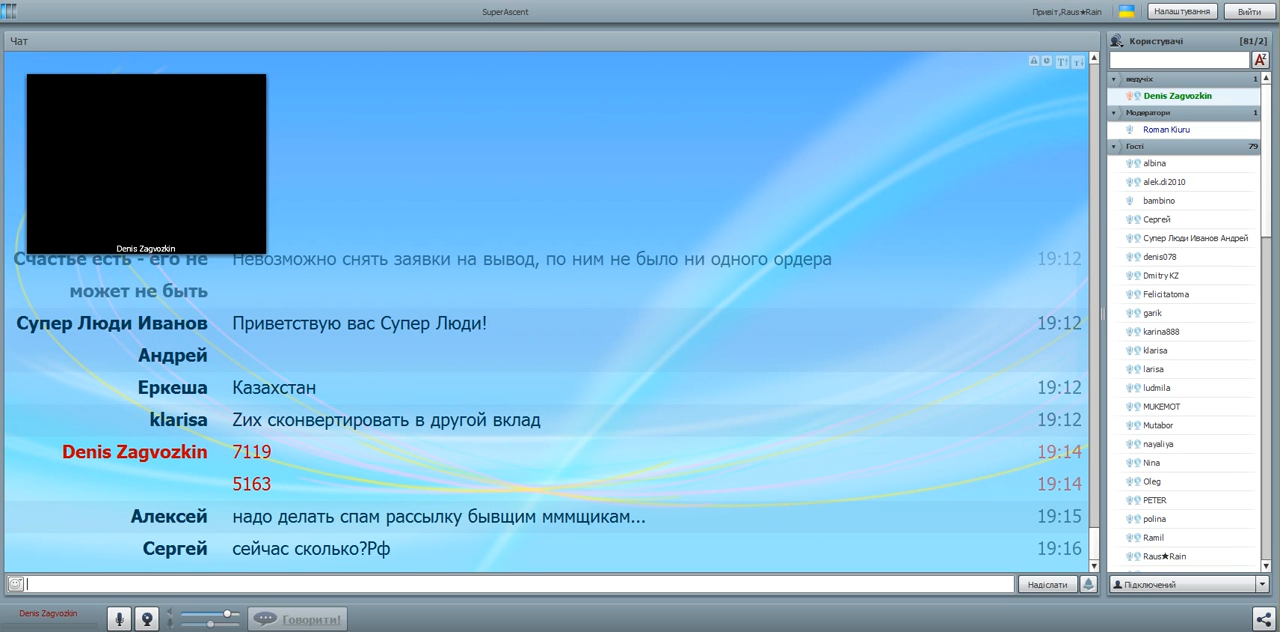 SuperAscent
Привіт,Raus★Rain
Налаштування
Вийти
Чат
Denis Zagvozkin
Счастье есть - его не может не быть
Невозможно снять заявки на вывод, по ним не было ни одного ордера
19:12
Супер Люди Иванов Андрей
Приветствую вас Супер Люди!
19:12
Еркеша
Казахстан
19:12
klarisa
Zих сконвертировать в другой вклад
19:12
Denis Zagvozkin
7119
19:14
5163
19:14
Алексей
надо делать спам рассылку бывщим мммщикам...
19:15
Сергей
сейчас сколько?Рф
19:16
Надіслати
Denis Zagvozkin
Говорити!
Користувачі
[81/2]
ведучіх
1
Denis Zagvozkin
Модератори
1
Roman Kiuru
Гості
79
albina
alek.di2010
bambino
Сергей
Супер Люди Иванов Андрей
denis078
Dmitry KZ
Felicitatoma
garik
karina888
klarisa
larisa
ludmila
MUKEMOT
Mutabor
nayaliya
Nina
Oleg
PETER
polina
Ramil
Raus★Rain
Підключений